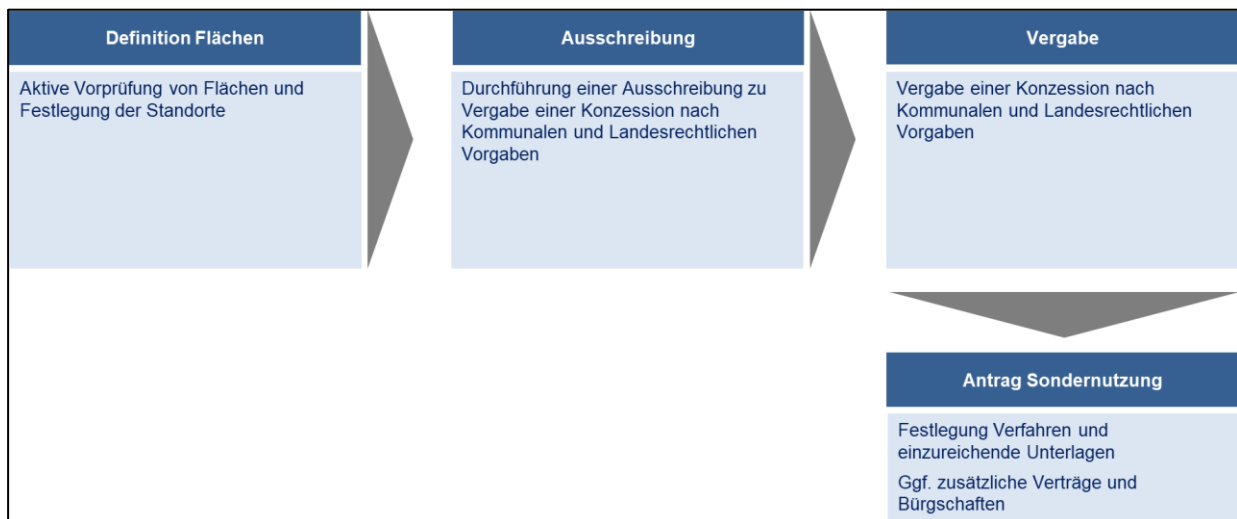 Definition Flächen
Aktive Vorprüfung von Flächen und
Festlegung der Standorte
Ausschreibung
Durchführung einer Ausschreibung zu
Vergabe einer Konzession nach
Kommunalen und Landesrechtlichen
Vorgaben
Vergabe
Vergabe einer Konzession nach
Kommunalen und Landesrechtlichen
Vorgaben
Antrag Sondernutzung
Festlegung Verfahren und
einzureichende Unterlagen
Ggf. zusätzliche Verträge und
Bürgschaften